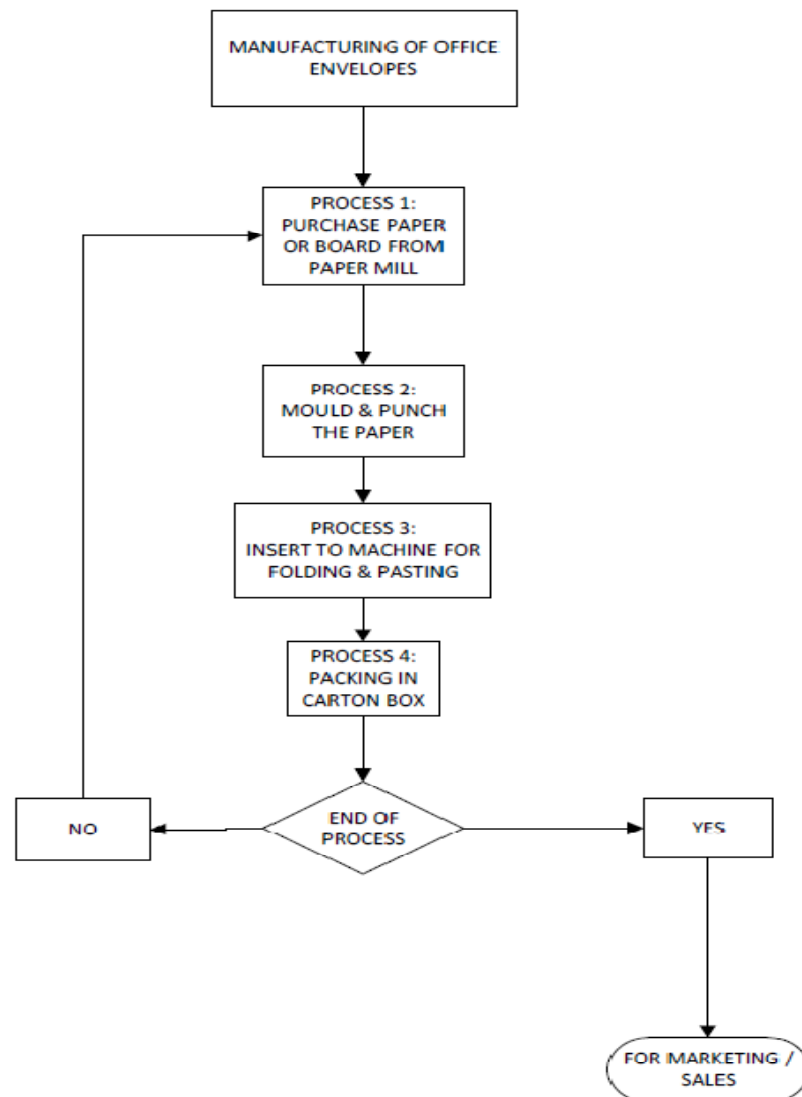 MANUFACTURING OF OFFICE
ENVELOPES
PROCESS 1:
PURCHASE PAPER
OR BOARD FROM
PAPER MILL
PROCESS 2:
MOULD & PUNCH
THE PAPER
PROCESS 3:
INSERT TO MACHINE FOR
FOLDING & PASTING
PROCESS 4:
PACKING IN
CARTON BOX
END OF
PROCESS
NO
YES
FOR MARKETING /
SALES